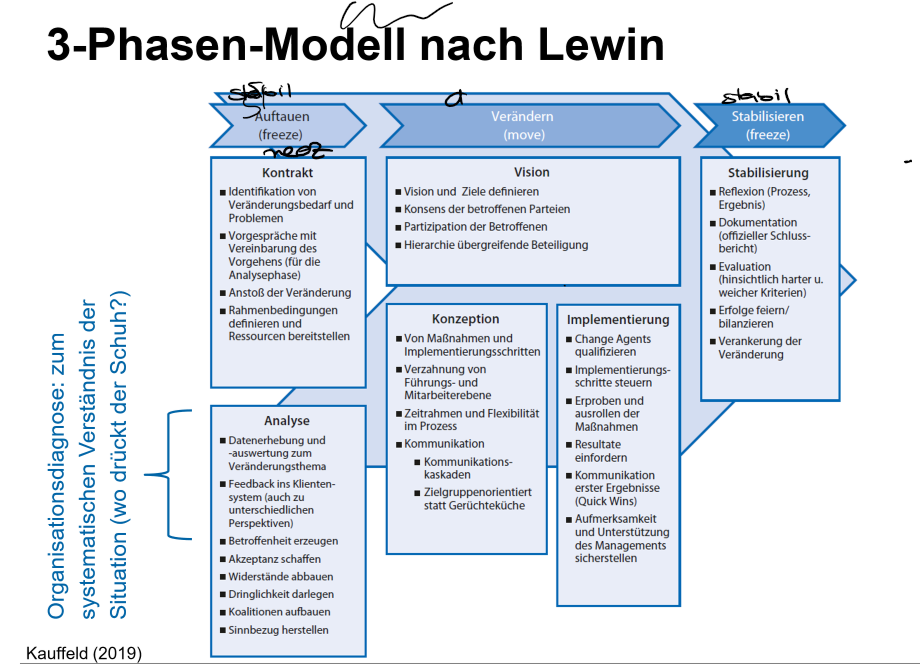 3-Phasen-Modell nach Lewin
stabil
stabil
Auftauen
(freeze)
Verändern
(move)
Stabilisieren
(freeze)
Kontrakt
■ Identifikation von
Veränderungsbedarf und
Problemen
■ Vorgespräche mit
Vereinbarung des
Vorgehens (für die
Analysephase)
■ Anstoß der Veränderung
■ Rahmenbedingungen
definieren und
Ressourcen bereitstellen
Analyse
■ Datenerhebung und
-auswertung zum
Veränderungsthema
■ Feedback ins Klienten-
system (auch zu
unterschiedlichen
Perspektiven)
■ Betroffenheit erzeugen
■ Akzeptanz schaffen
■ Widerstände abbauen
■ Dringlichkeit darlegen
■ Koalitionen aufbauen
■ Sinnbezug herstellen
Vision
■ Vision und Ziele definieren
■ Konsens der betroffenen Parteien
■ Partizipation der Betroffenen
■ Hierarchie übergreifende Beteiligung
Konzeption
■ Von Maßnahmen und
Implementierungsschritten
■ Verzahnung von
Führungs- und
Mitarbeiterebene
■ Zeitrahmen und Flexibilität
im Prozess
■ Kommunikation
■ Kommunikations-
kaskaden
■ Zielgruppenorientiert
statt Gerüchteküche
Implementierung
■ Change Agents
qualifizieren
■ Implementierungs-
schritte steuern
■ Erproben und
ausrollen der
Maßnahmen
■ Resultate
einfordern
■ Kommunikation
erster Ergebnisse
(Quick Wins)
■ Aufmerksamkeit
und Unterstützung
des Managements
sicherstellen
Stabilisierung
■ Reflexion (Prozess,
Ergebnis)
■ Dokumentation
(offizieller Schluss-
bericht)
■ Evaluation
(hinsichtlich harter u.
weicher Kriterien)
■ Erfolge feiern/
bilanzieren
■ Verankerung der
Veränderung
Organisationsdiagnose: zum
systematischen Verständnis der
Situation (wo drückt der Schuh?)
Kauffeld (2019)